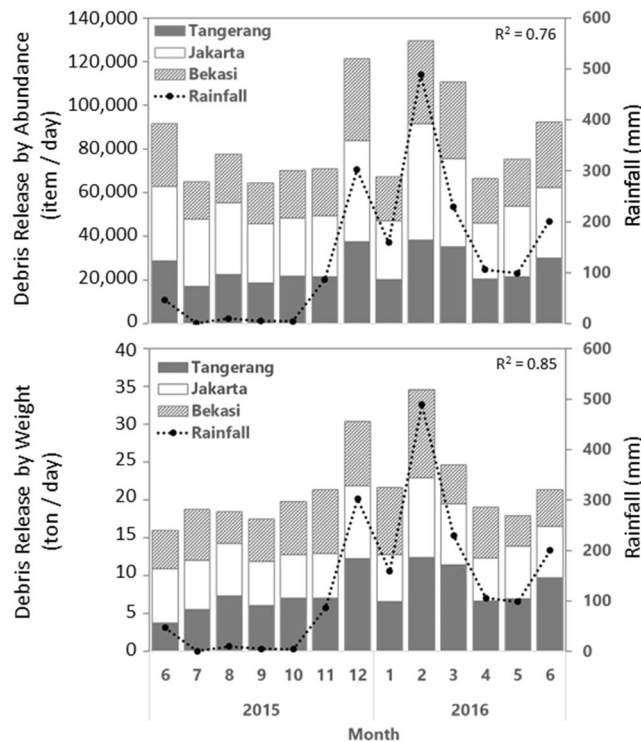 Debris Release by Abundance
(item / day)
140,000
120,000
100,000
80,000
60,000
40,000
20,000
0
Tangerang
Jakarta
Bekasi
Rainfall
R² = 0.76
600
500
400
300
200
100
0
Rainfall (mm)
Debris Release by Weight
(ton / day)
40
35
30
25
20
15
10
5
0
Tangerang
Jakarta
Bekasi
Rainfall
R² = 0.85
600
500
400
300
200
100
0
Rainfall (mm)
6 7 8 9 10 11 12 1 2 3 4 5 6
2015 2016
Month